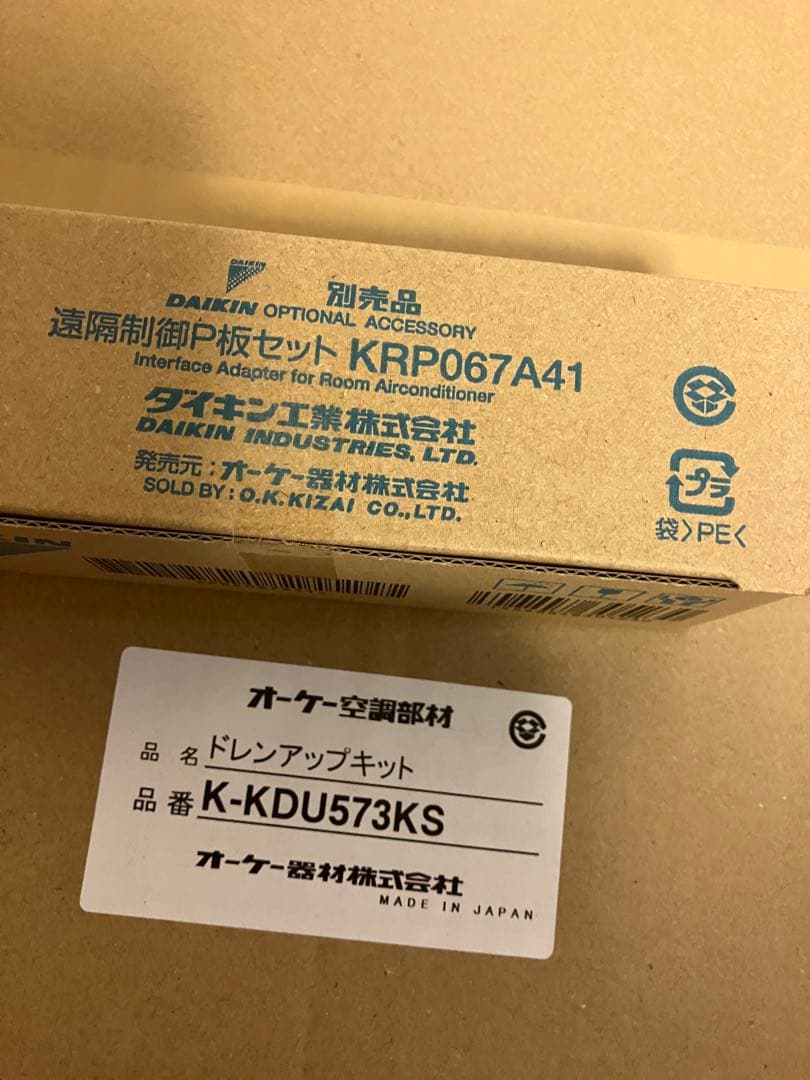 DAIKIN
DAIKIN OPTIONAL ACCESSORY 別売品
遠隔制御P板セット KRP067A41
Interface Adapter for Room Airconditioner
ダイキン工業株式会社
DAIKIN INDUSTRIES, LTD.
発売元：オーケー器材株式会社
SOLD BY : O.K.KIZAI CO.,LTD.
プラ
袋>PE<
オーケー空調部材
品名 ドレンアップキット
品番 K-KDU573KS
オーケー器材株式会社
MADE IN JAPAN